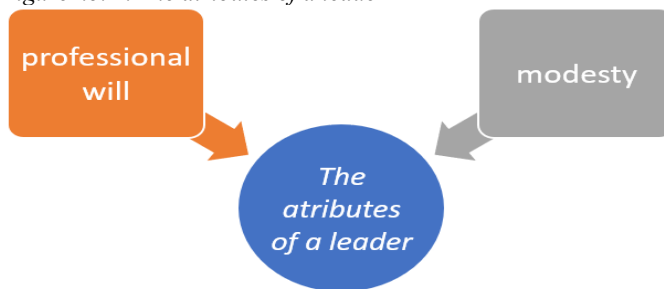 professional
will
modesty
The
atributes
of a leader